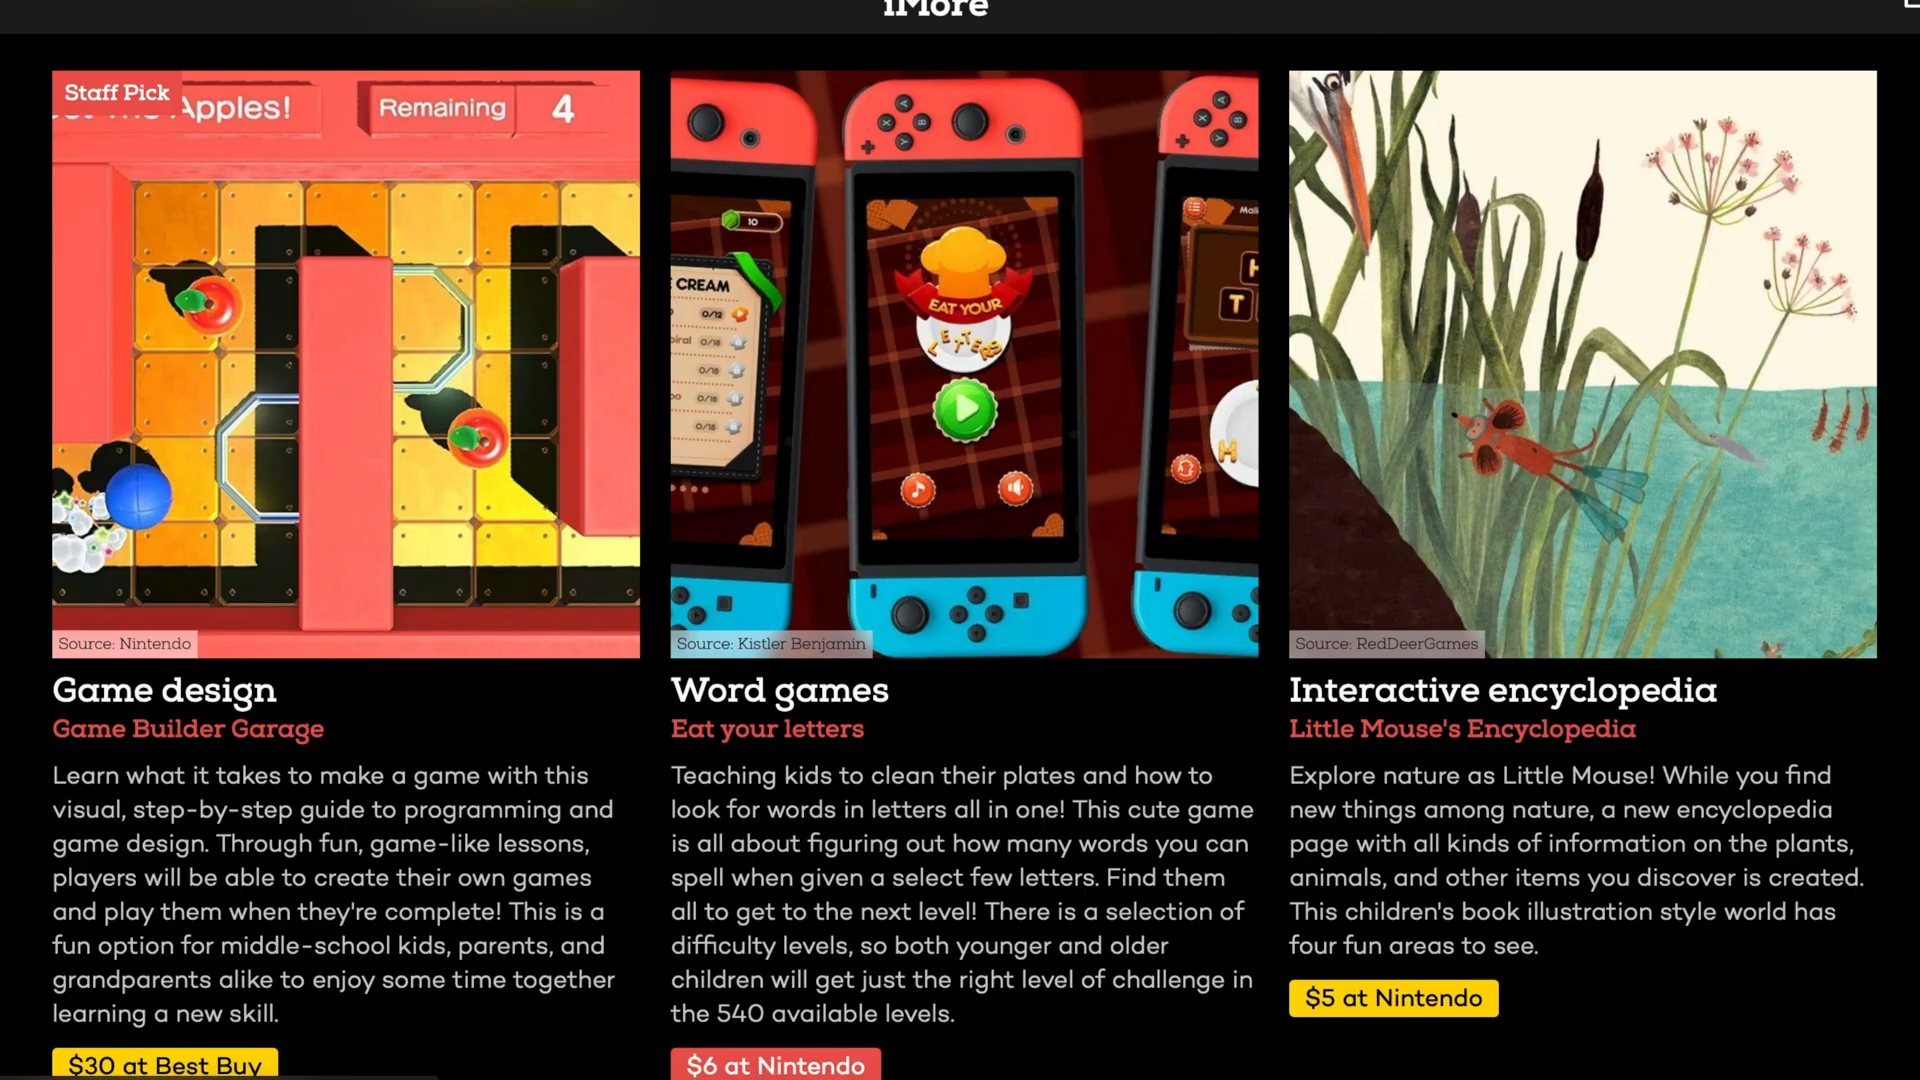 iMore
Staff Pick
Apples!
Remaining
4
Source: Nintendo
10
CREAM
0/12
0/18
0/18
0/18
0/18
EAT YOUR
LETTERS
H
T
H
Source: Kistler Benjamin
Source: RedDeerGames
Game design
Game Builder Garage
Learn what it takes to make a game with this
visual, step-by-step guide to programming and
game design. Through fun, game-like lessons,
players will be able to create their own games
and play them when they're complete! This is a
fun option for middle-school kids, parents, and
grandparents alike to enjoy some time together
learning a new skill.
$30 at Best Buy
Word games
Eat your letters
Teaching kids to clean their plates and how to
look for words in letters all in one! This cute game
is all about figuring out how many words you can
spell when given a select few letters. Find them
all to get to the next level! There is a selection of
difficulty levels, so both younger and older
children will get just the right level of challenge in
the 540 available levels.
$6 at Nintendo
Interactive encyclopedia
Little Mouse's Encyclopedia
Explore nature as Little Mouse! While you find
new things among nature, a new encyclopedia
page with all kinds of information on the plants,
animals, and other items you discover is created.
This children's book illustration style world has
four fun areas to see.
$5 at Nintendo